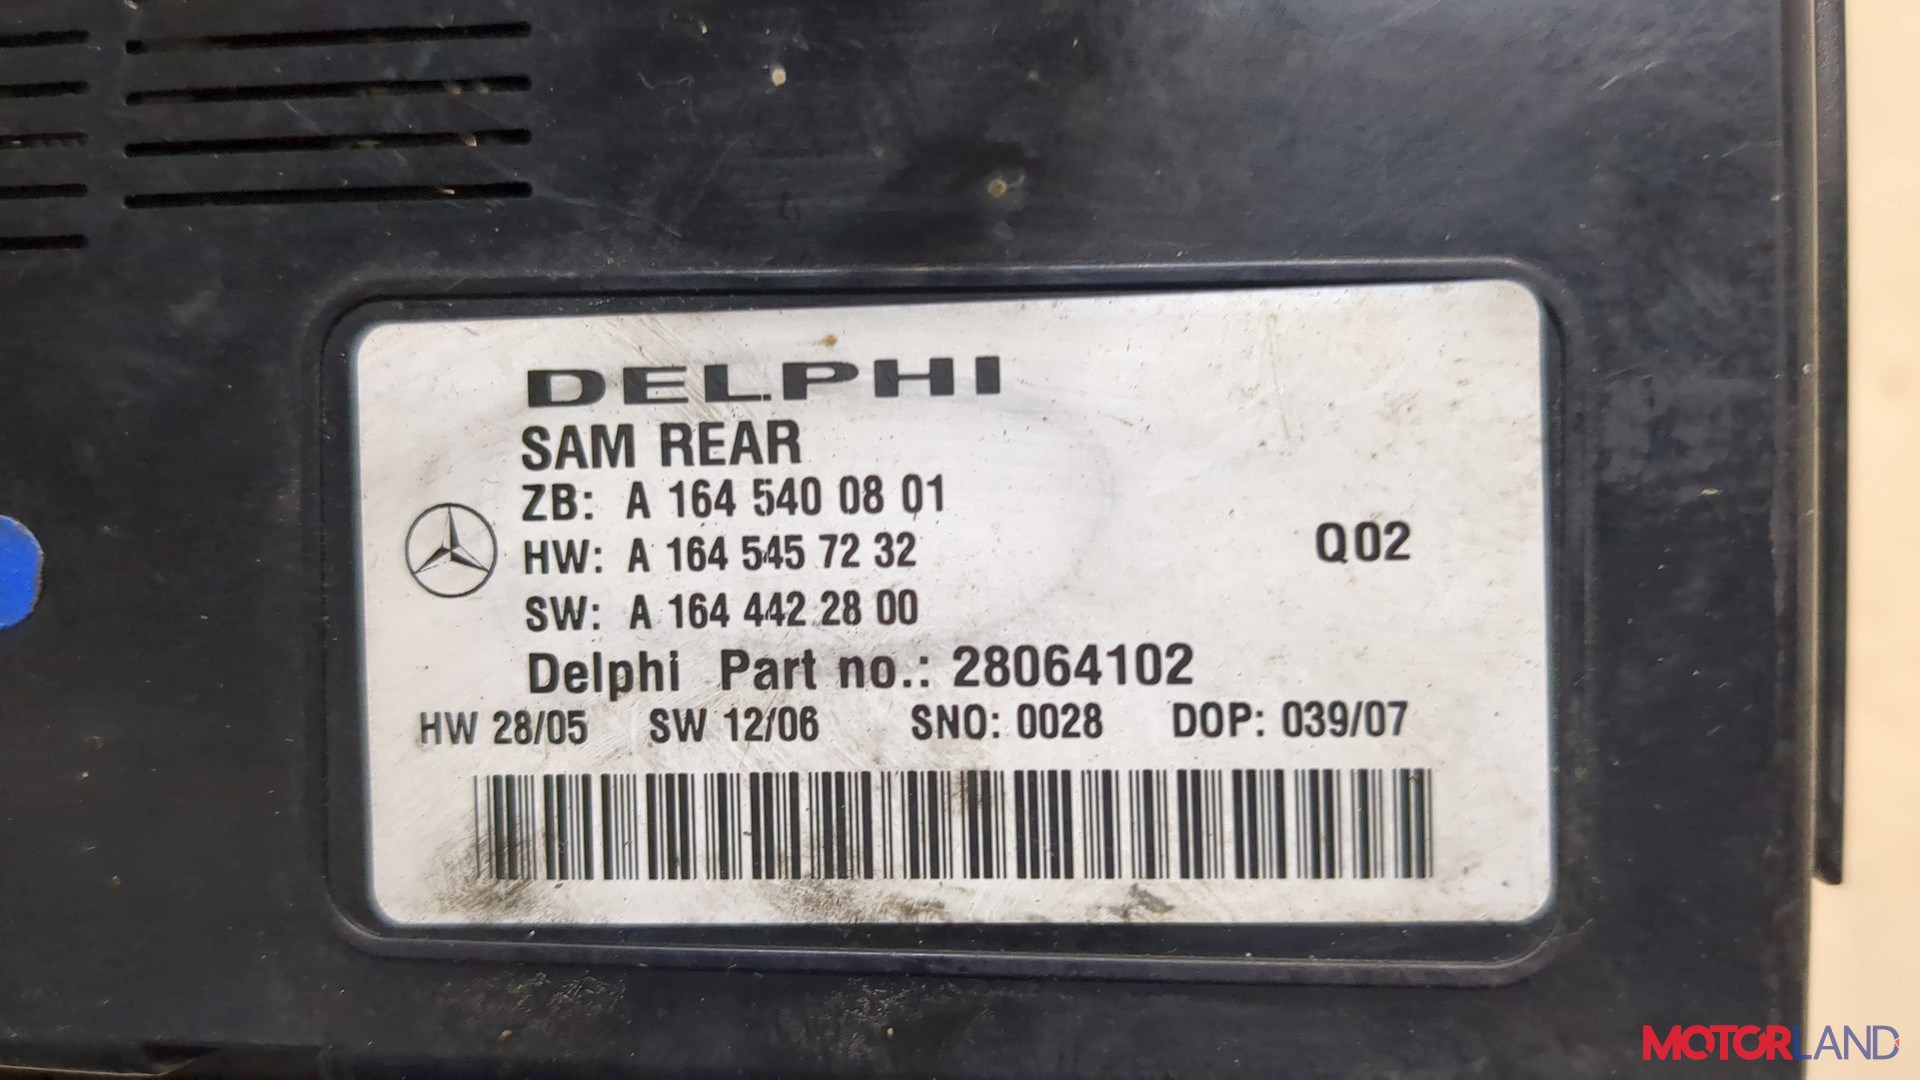 DELPHI
SAM REAR
ZB: A 164 540 08 01
HW: A 164 545 72 32
Q02
SW: A 164 442 28 00
Delphi Part no.: 28064102
HW 28/05 SW 12/06 SNO: 0028 DOP: 039/07
MOTORLAND